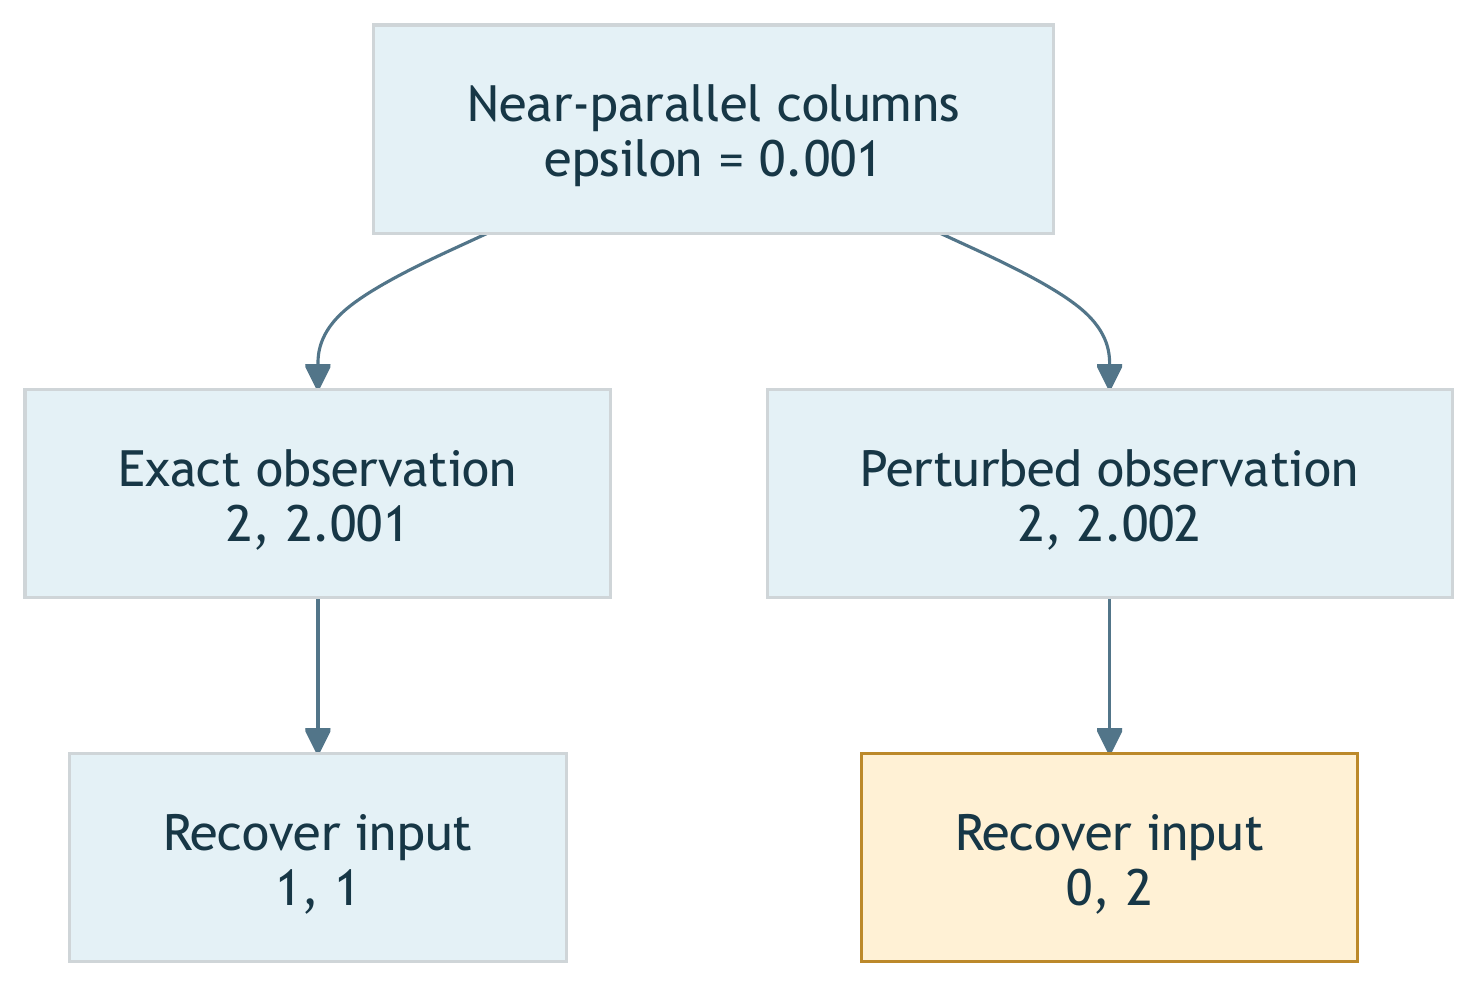 Near-parallel columns
epsilon = 0.001
Exact observation
2, 2.001
Perturbed observation
2, 2.002
Recover input
1, 1
Recover input
0, 2